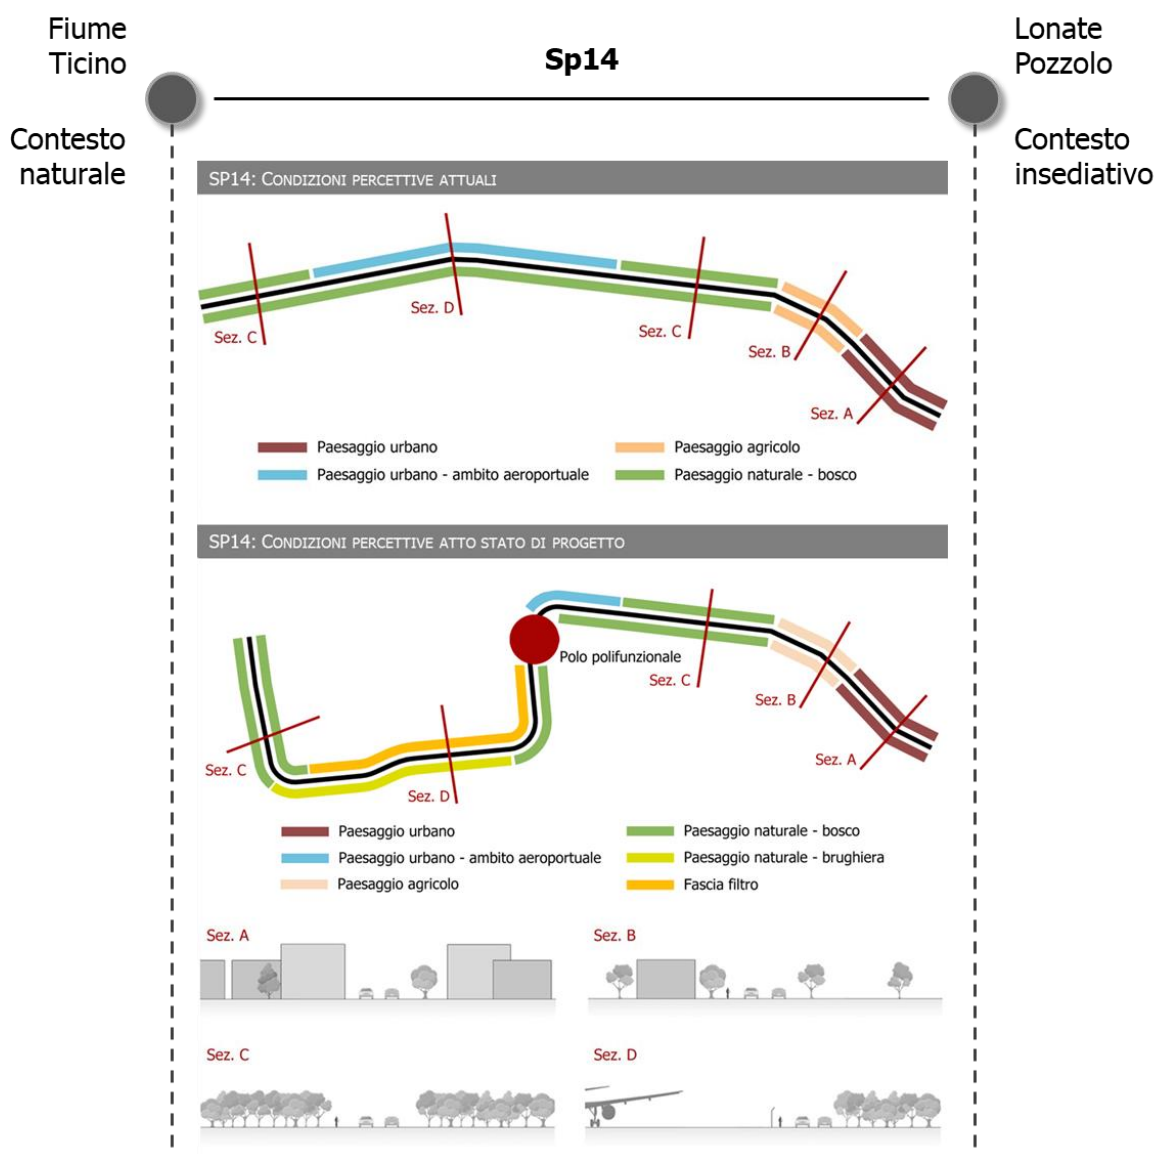 Fiume
Ticino
Sp14
Lonate
Pozzolo
Contesto
naturale
Contesto
insediativo
SP14: CONDIZIONI PERCETTIVE ATTUALI
Sez. C
Sez. D
Sez. C
Sez. B
Sez. A
Paesaggio urbano
Paesaggio agricolo
Paesaggio urbano - ambito aeroportuale
Paesaggio naturale - bosco
SP14: CONDIZIONI PERCETTIVE ATTO STATO DI PROGETTO
Polo polifunzionale
Sez. C
Sez. B
Sez. A
Sez. C
Sez. D
Paesaggio urbano
Paesaggio naturale - bosco
Paesaggio urbano - ambito aeroportuale
Paesaggio naturale - brughiera
Paesaggio agricolo
Fascia filtro
Sez. A
Sez. B
Sez. C
Sez. D